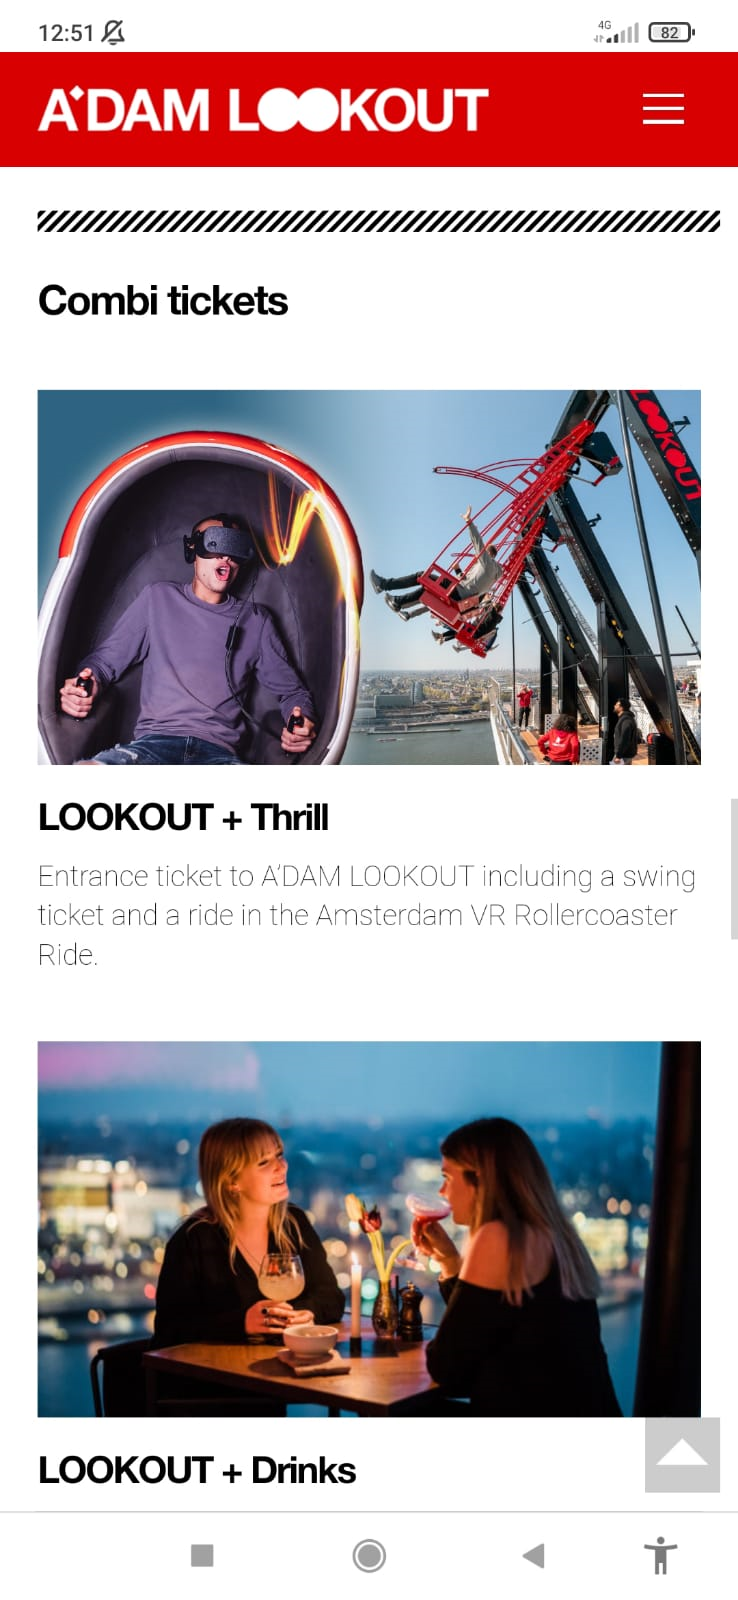 12:51
4G
82
A'DAM LOOKOUT
Combi tickets
LOOKOUT
LOOKOUT + Thrill
Entrance ticket to A'DAM LOOKOUT including a swing
ticket and a ride in the Amsterdam VR Rollercoaster
Ride.
LOOKOUT + Drinks